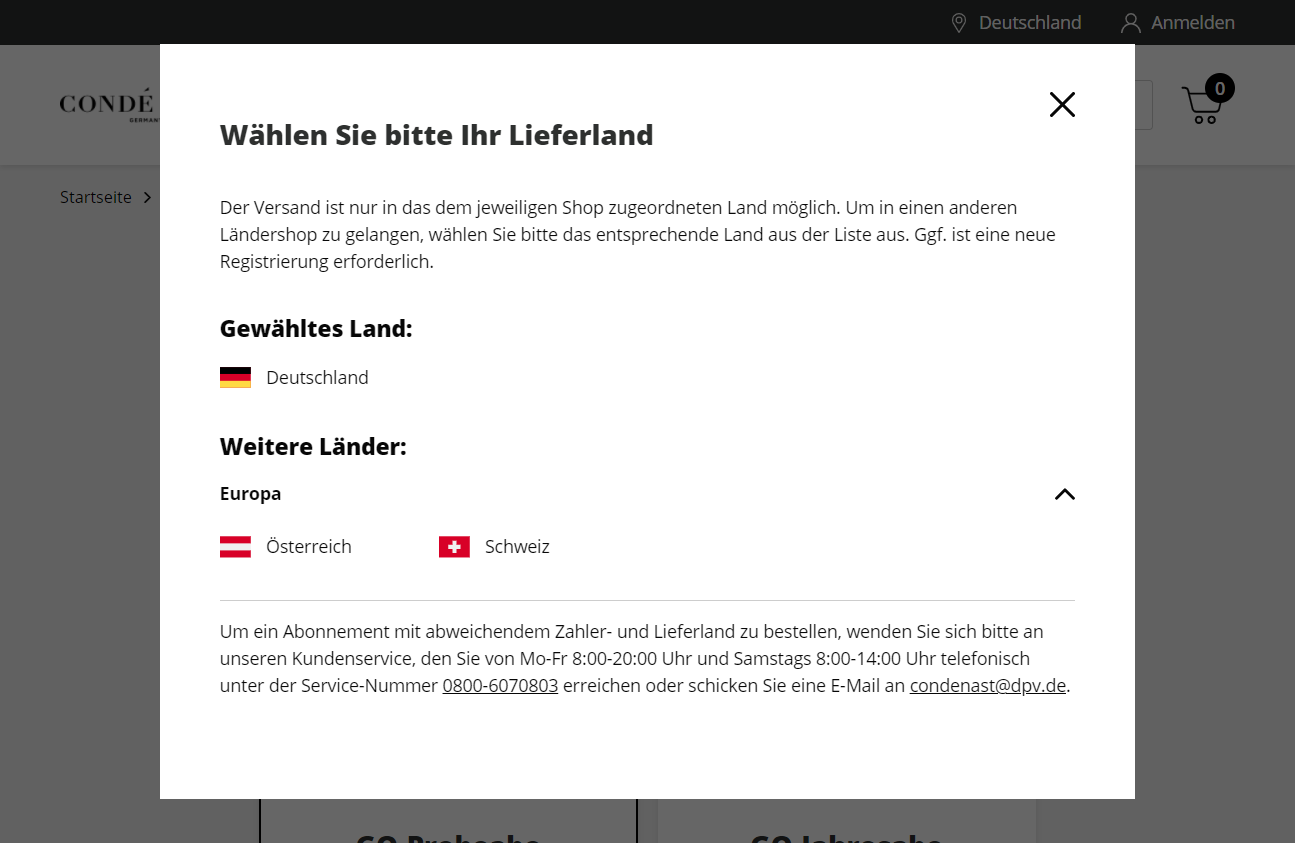 Deutschland Anmelden
CONDÉ
GERMAN
0
Startseite
Wählen Sie bitte Ihr Lieferland
Der Versand ist nur in das dem jeweiligen Shop zugeordneten Land möglich. Um in einen anderen
Ländershop zu gelangen, wählen Sie bitte das entsprechende Land aus der Liste aus. Ggf. ist eine neue
Registrierung erforderlich.
Gewähltes Land:
Deutschland
Weitere Länder:
Europa
Österreich Schweiz
Um ein Abonnement mit abweichendem Zahler- und Lieferland zu bestellen, wenden Sie sich bitte an
unseren Kundenservice, den Sie von Mo-Fr 8:00-20:00 Uhr und Samstags 8:00-14:00 Uhr telefonisch
unter der Service-Nummer 0800-6070803 erreichen oder schicken Sie eine E-Mail an condenast@dpv.de.